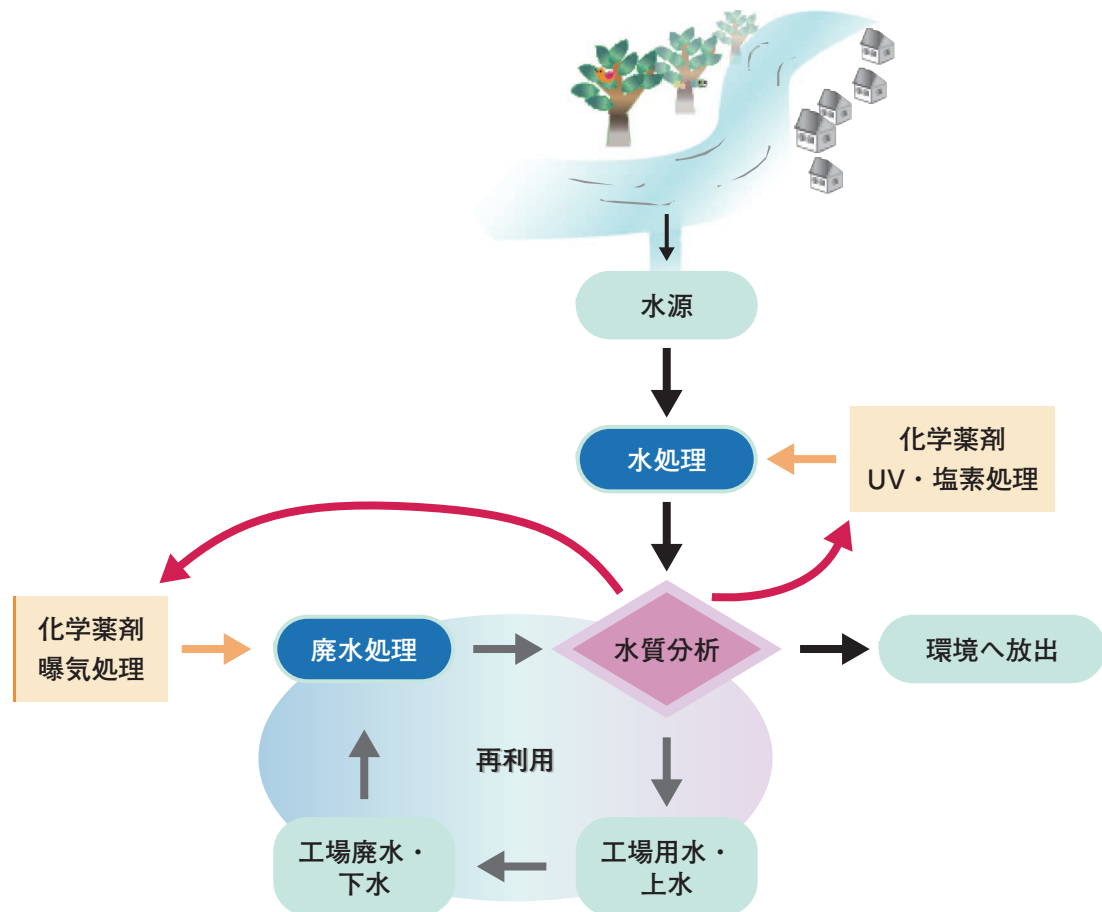 水源
水処理
化学薬剤
UV・塩素処理
化学薬剤
曝気処理
廃水処理
水質分析
環境へ放出
再利用
工場廃水・
下水
工場用水・
上水